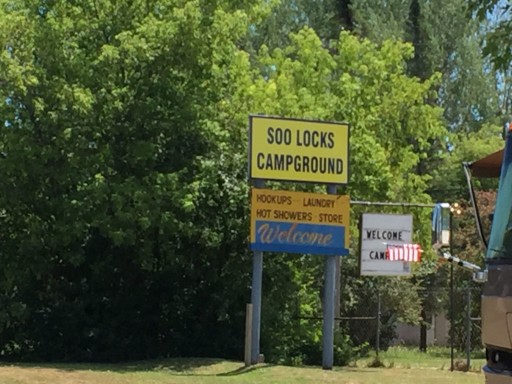 SOO LOCKS
CAMPGROUND
HOOKUPS LAUNDRY
HOT SHOWERS STORE
Welcome
WELCOME